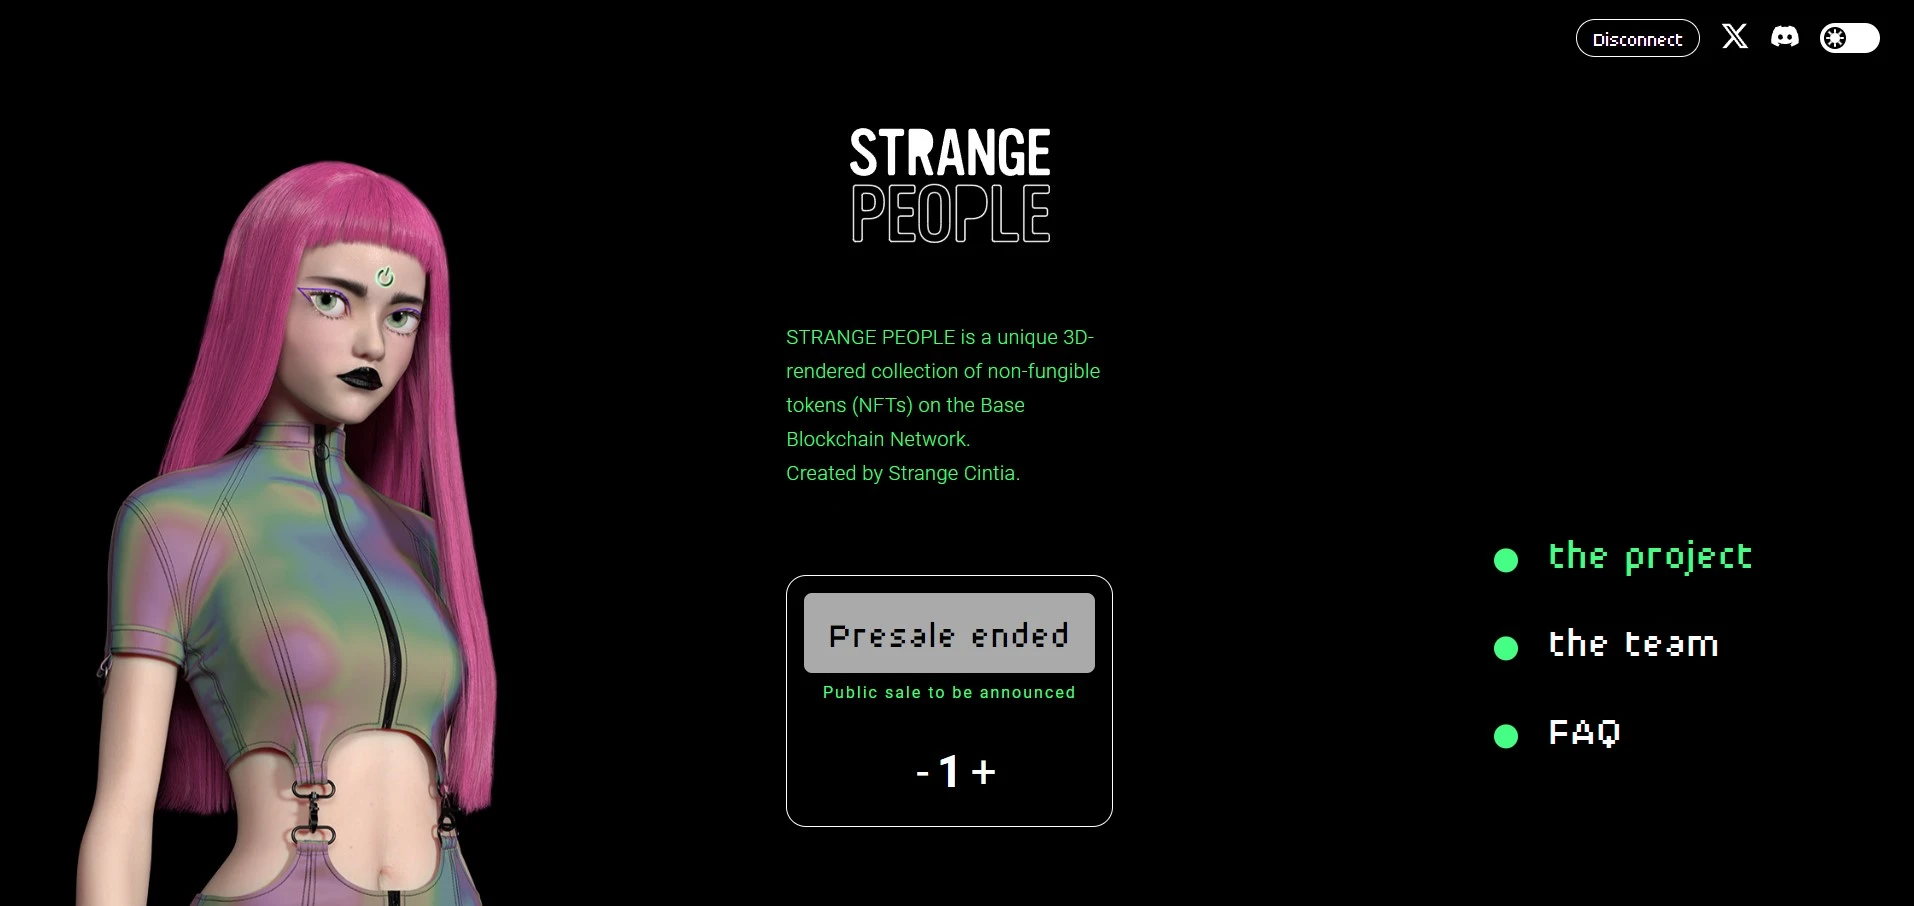 Disconnect
STRANGE
PEOPLE
STRANGE PEOPLE is a unique 3D-
rendered collection of non-fungible
tokens (NFTs) on the Base
Blockchain Network.
Created by Strange Cintia.
Presale ended
Public sale to be announced
- 1 +
the project
the team
FAQ